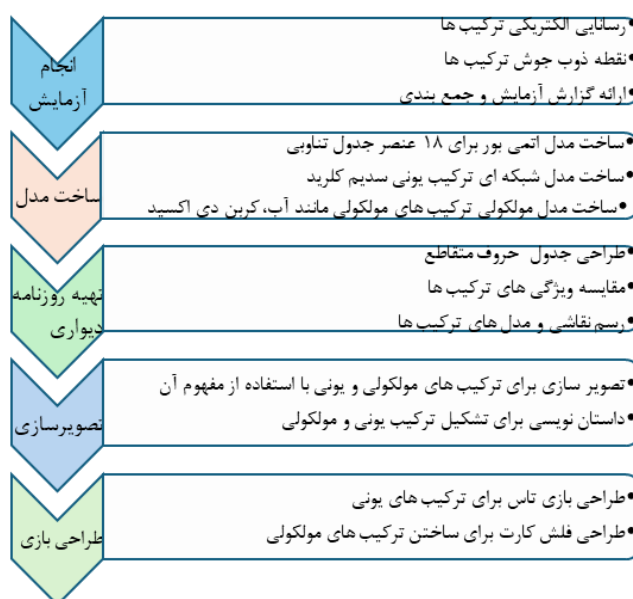 انجام
آزمایش
•رسانایی الکتریکی ترکیب ها
•نقطه ذوب جوش ترکیب ها
•ارائه گزارش آزمایش و جمع بندی
ساخت مدل
•ساخت مدل اتمی بور برای ۱۸ عنصر جدول تناوبی
•ساخت مدل شبکه ای ترکیب یونی سدیم کلرید
•ساخت مدل مولکولی ترکیب های مولکولی مانند آب، کربن دی اکسید
تهیه روزنامه
دیواری
•طراحی جدول حروف متقاطع
•مقایسه ویژگی های ترکیب ها
•رسم نقاشی و مدل های ترکیب ها
تصویرسازی
•تصویر سازی برای ترکیب های مولکولی و یونی با استفاده از مفهوم آن
•داستان نویسی برای تشکیل ترکیب یونی و مولکولی
طراحی بازی
•طراحی بازی تاس برای ترکیب های یونی
•طراحی فلش کارت برای ساختن ترکیب های مولکولی